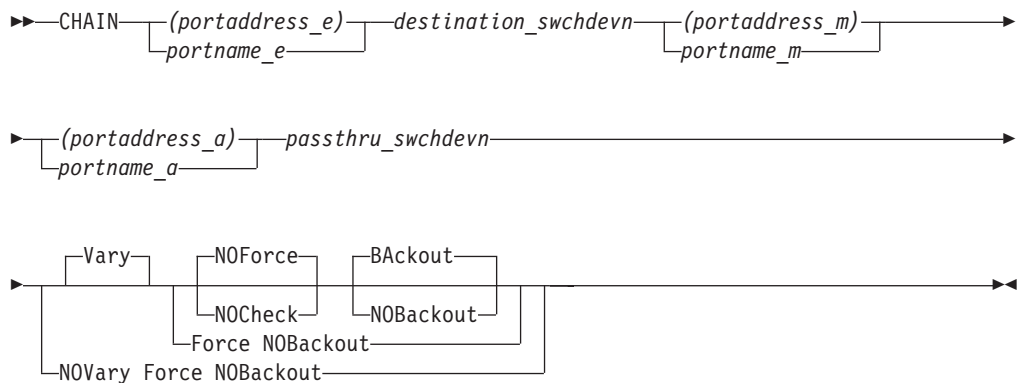 CHAIN (portaddress_e) destination_swchdevn (portaddress_m)
portname_e portname_m
(portaddress_a) passthru_swchdevn
portname_a
Vary NOForce BAckout
NOCheck NOBackout
Force NOBackout
NOVary Force NOBackout